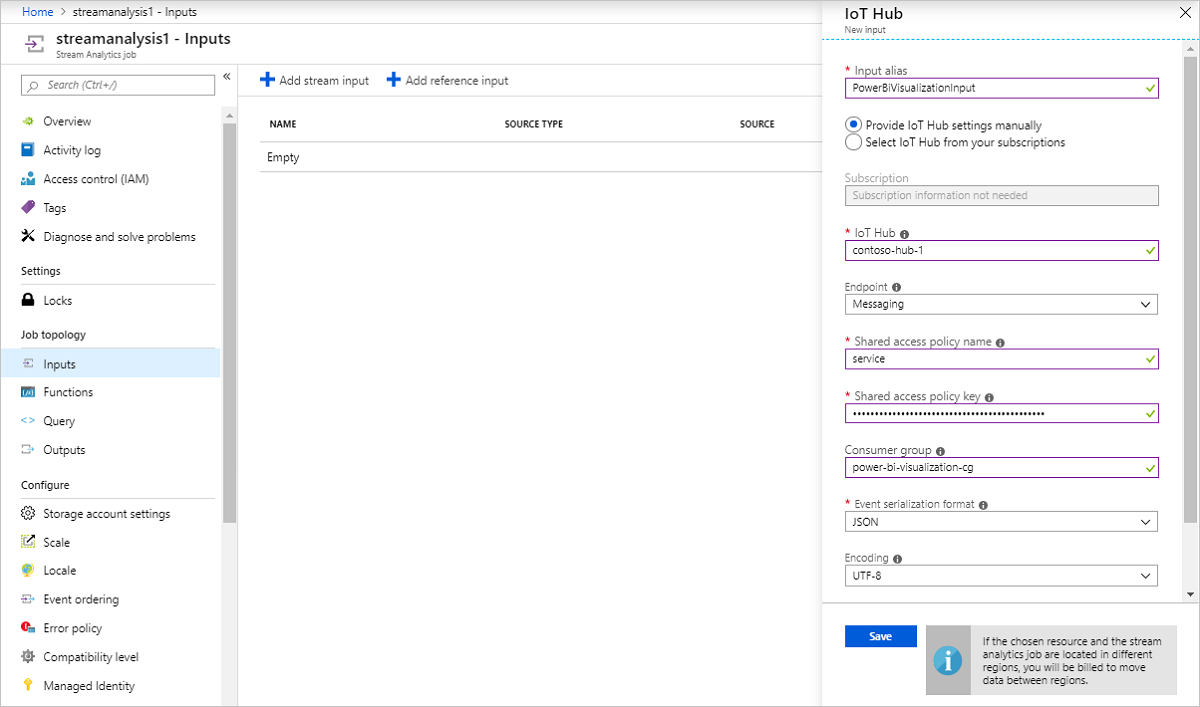 Home > streamanalysis1 - Inputs
streamanalysis1 - Inputs
Stream Analytics job
Search (Ctrl+/)
Overview
Activity log
Access control (IAM)
Tags
Diagnose and solve problems
Settings
Locks
Job topology
Inputs
Functions
Query
Outputs
Configure
Storage account settings
Scale
Locale
Event ordering
Error policy
Compatibility level
Managed Identity
Add stream input Add reference input
NAME SOURCE TYPE SOURCE
Empty
IoT Hub
New input
* Input alias
PowerBiVisualizationInput
Provide IoT Hub settings manually
Select IoT Hub from your subscriptions
Subscription
Subscription information not needed
* IoT Hub
contoso-hub-1
Endpoint
Messaging
* Shared access policy name
service
* Shared access policy key
Consumer group
power-bi-visualization-cg
* Event serialization format
JSON
Encoding
UTF-8
Save
If the chosen resource and the stream
analytics job are located in different
regions, you will be billed to move
data between regions.